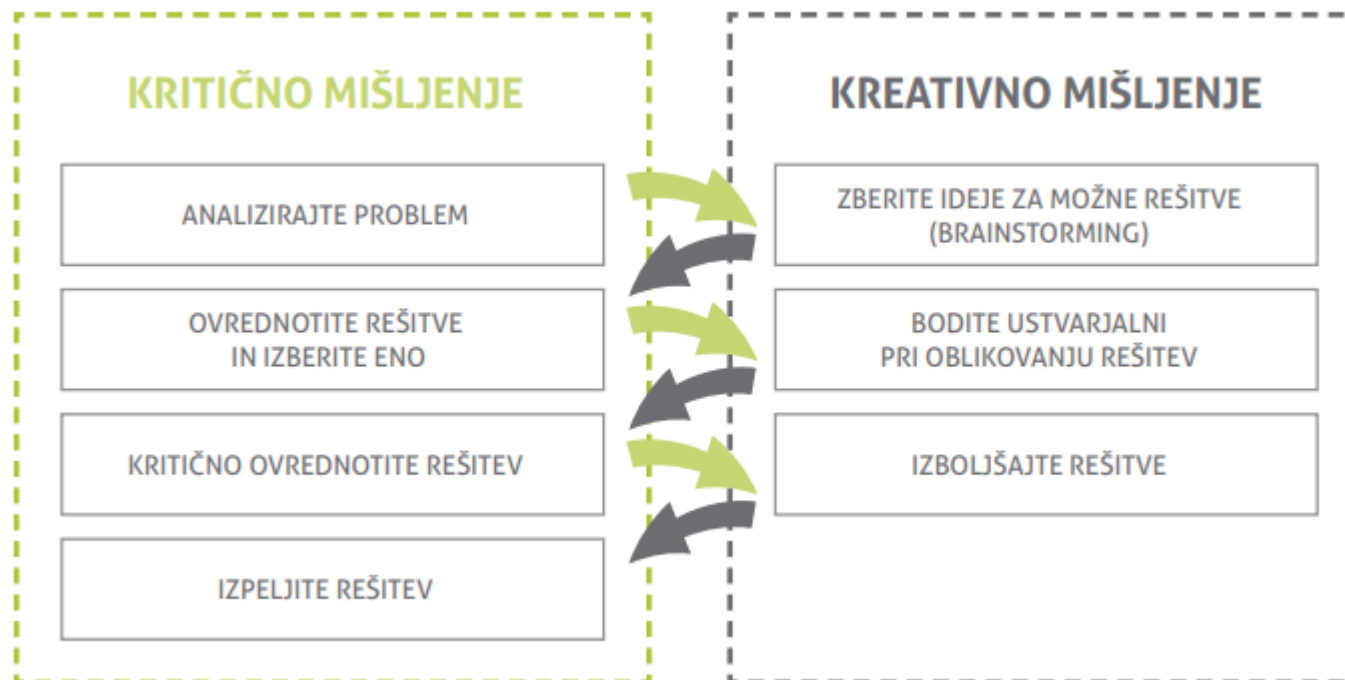 KRITIČNO MIŠLJENJE
ANALIZIRAJTE PROBLEM
OVREDNOTITE REŠITVE
IN IZBERITE ENO
KRITIČNO OVREDNOTITE REŠITEV
IZPELJITE REŠITEV
KREATIVNO MIŠLJENJE
ZBERITE IDEJE ZA MOŽNE REŠITVE
(BRAINSTORMING)
BODITE USTVARJALNI
PRI OBLIKOVANJU REŠITEV
IZBOLJŠAJTE REŠITVE